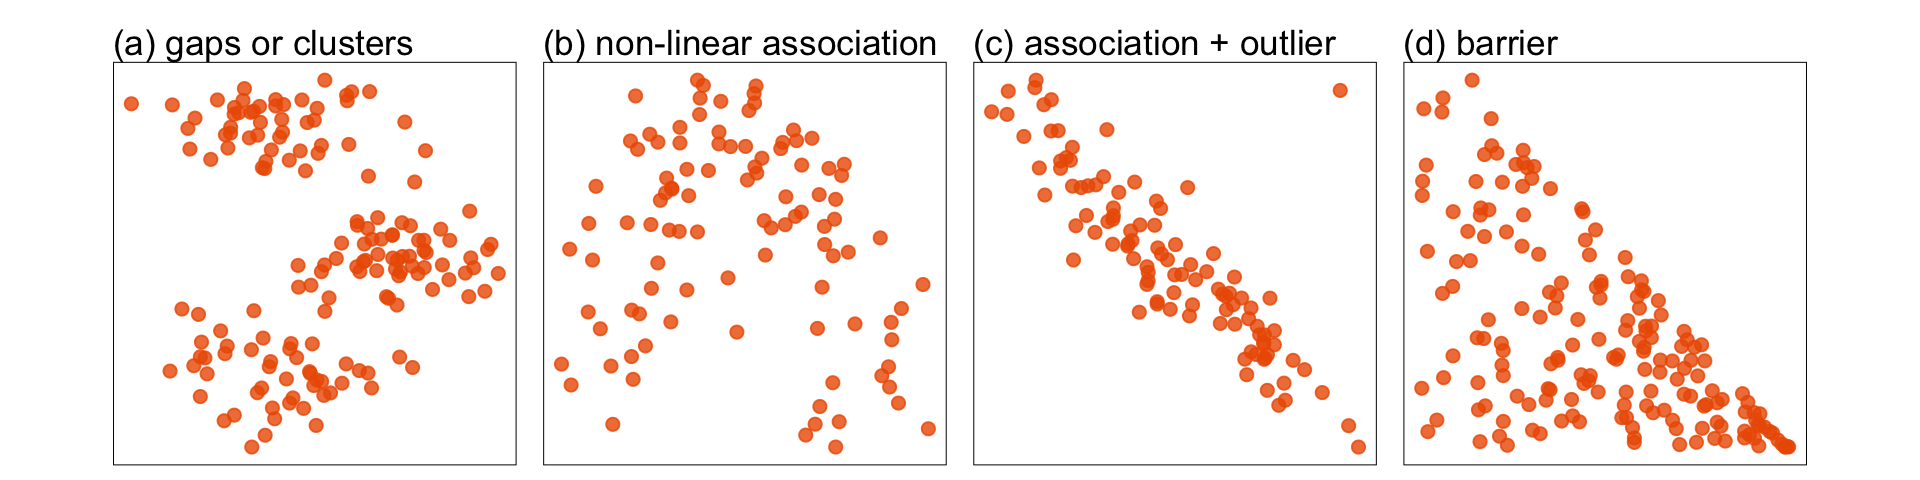 (a) gaps or clusters
(b) non-linear association
(c) association + outlier
(d) barrier